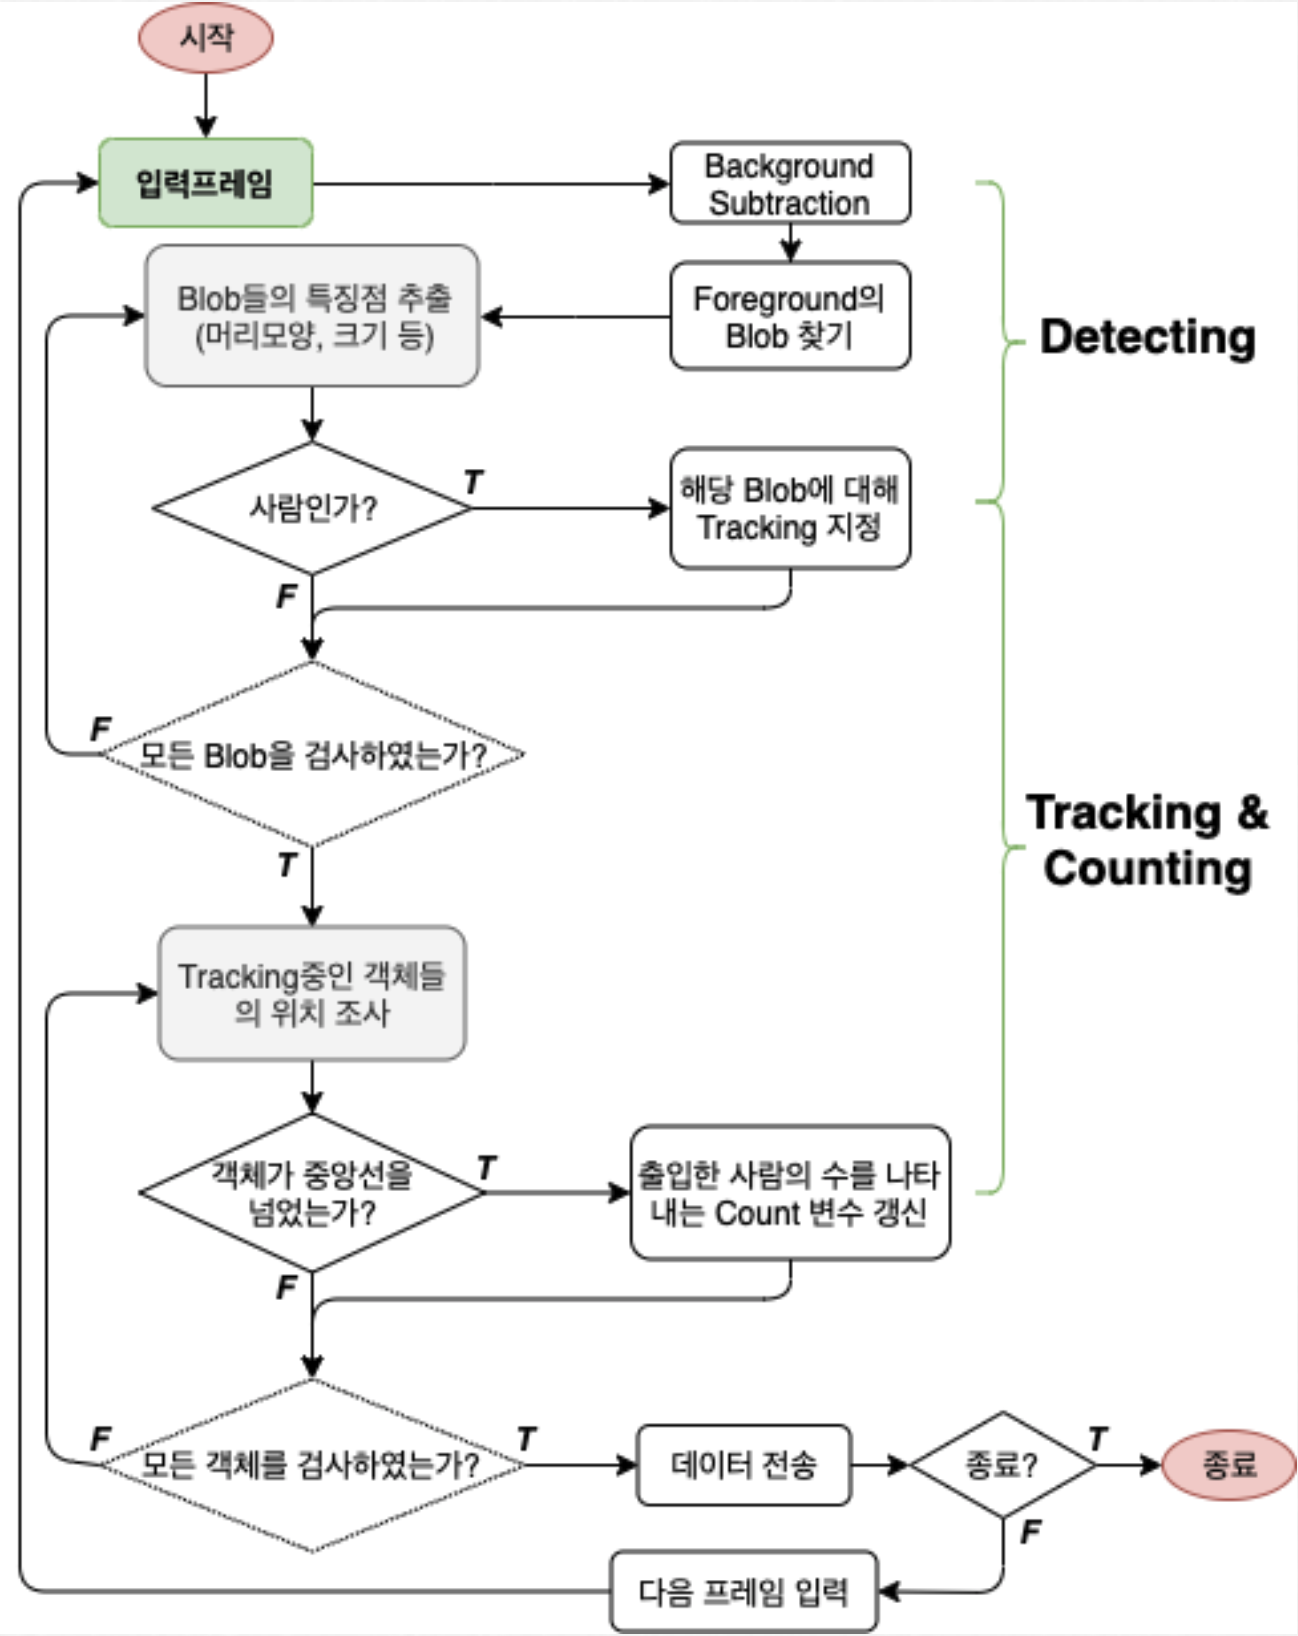 시작
입력프레임
Background
Subtraction
Blob들의 특징점 추출
(머리모양, 크기 등)
Foreground의
Blob 찾기
Detecting
사람인가?
T
해당 Blob에 대해
Tracking 지정
F
모든 Blob을 검사하였는가?
F
T
Tracking &
Counting
Tracking중인 객체들
의 위치 조사
객체가 중앙선을
넘었는가?
T
출입한 사람의 수를 나타
내는 Count 변수 갱신
F
모든 객체를 검사하였는가?
F
T
데이터 전송
종료?
T
종료
F
다음 프레임 입력